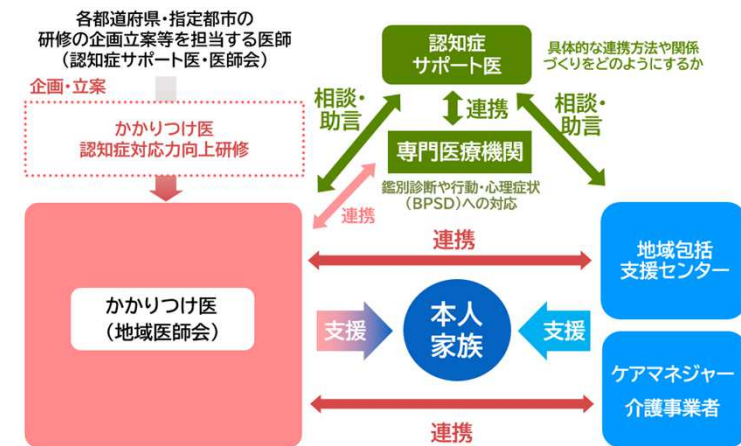 各都道府県・指定都市の
研修の企画立案等を担当する医師
（認知症サポート医・医師会）
企画・立案
かかりつけ医
認知症対応力向上研修
認知症
サポート医
具体的な連携方法や関係
づくりをどのようにするか
相談・
助言
連携
相談・
助言
専門医療機関
鑑別診断や行動・心理症状
（BPSD）への対応
連携
連携
地域包括
支援センター
かかりつけ医
（地域医師会）
支援
本人
家族
支援
ケアマネジャー
介護事業者
連携